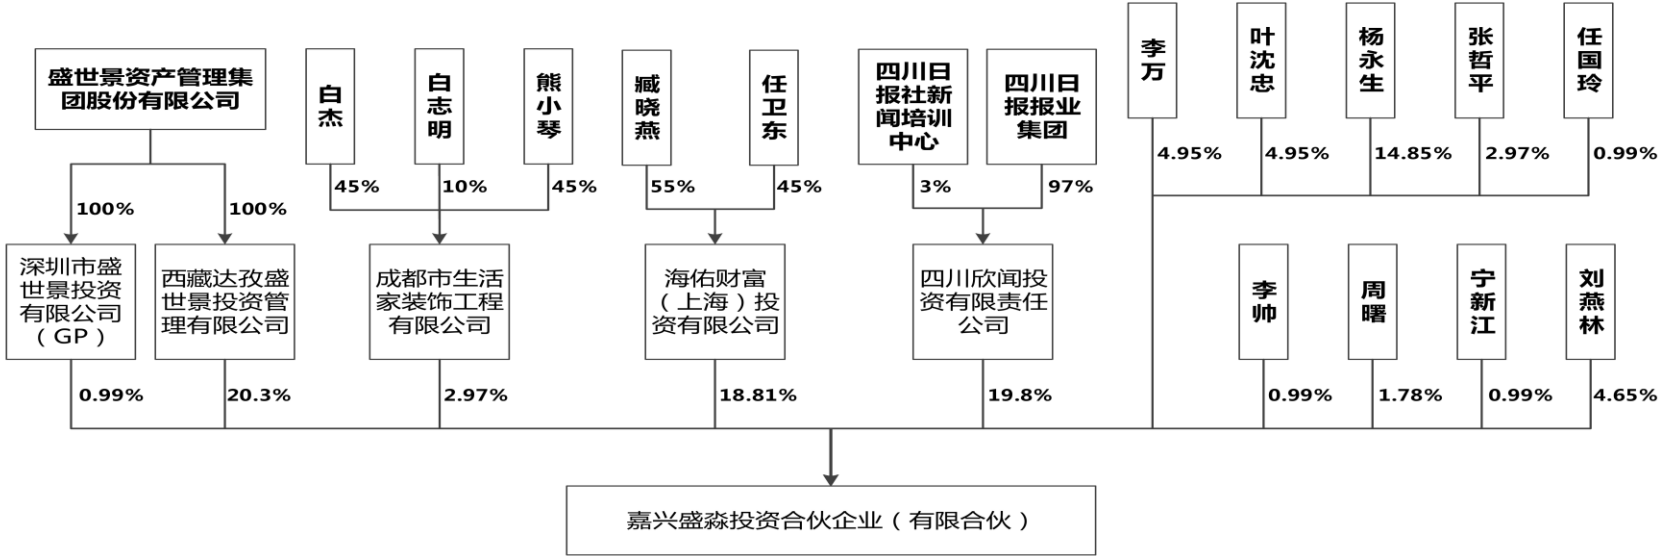 盛世景资产管理集
团股份有限公司
白杰
白志明
熊小琴
臧晓燕
任卫东
四川日
报社新
闻培训
中心
四川日
报报业
集团
李万
叶沈忠
杨永生
张哲平
任国玲
4.95%
4.95%
14.85%
2.97%
0.99%
45%
10%
45%
55%
45%
3%
97%
100%
100%
深圳市盛
世景投资
有限公司
（GP）
西藏达孜盛
世景投资管
理有限公司
成都市生活
家装饰工程
有限公司
海佑财富
（上海）投
资有限公司
四川欣闻投
资有限责任
公司
李帅
周曙
宁新江
刘燕林
0.99%
20.3%
2.97%
18.81%
19.8%
0.99%
1.78%
0.99%
4.65%
嘉兴盛淼投资合伙企业（有限合伙）